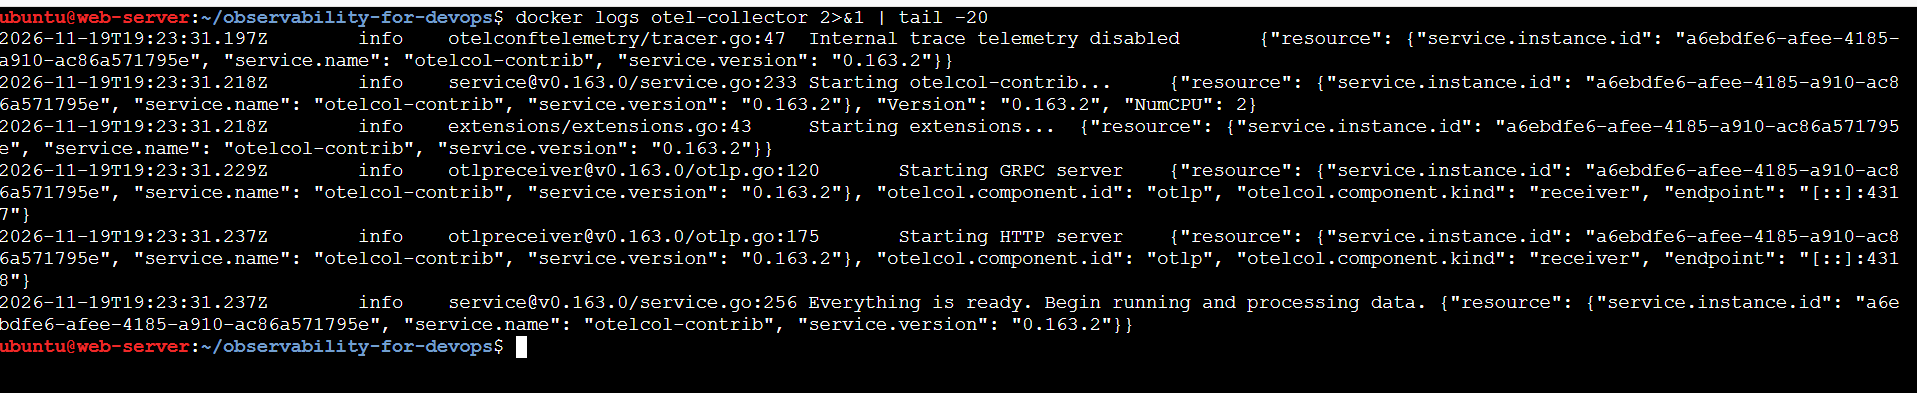 ubuntu@web-server:~/observability-for-devops$ docker logs otel-collector 2>&1 | tail -20
2026-11-19T19:23:31.197Z        info    otelconftelemetry/tracer.go:47  Internal trace telemetry disabled       {"resource": {"service.instance.id": "a6ebdfe6-afee-4185-
a910-ac86a571795e", "service.name": "otelcol-contrib", "service.version": "0.163.2"}}
2026-11-19T19:23:31.218Z        info    service@v0.163.0/service.go:233 Starting otelcol-contrib...     {"resource": {"service.instance.id": "a6ebdfe6-afee-4185-a910-ac8
6a571795e", "service.name": "otelcol-contrib", "service.version": "0.163.2"}, "Version": "0.163.2", "NumCPU": 2}
2026-11-19T19:23:31.218Z        info    extensions/extensions.go:43     Starting extensions...  {"resource": {"service.instance.id": "a6ebdfe6-afee-4185-a910-ac86a571795
e", "service.name": "otelcol-contrib", "service.version": "0.163.2"}}
2026-11-19T19:23:31.229Z        info    otlpreceiver@v0.163.0/otlp.go:120       Starting GRPC server    {"resource": {"service.instance.id": "a6ebdfe6-afee-4185-a910-ac8
6a571795e", "service.name": "otelcol-contrib", "service.version": "0.163.2"}, "otelcol.component.id": "otlp", "otelcol.component.kind": "receiver", "endpoint": "[::]:431
7"}
2026-11-19T19:23:31.237Z        info    otlpreceiver@v0.163.0/otlp.go:175       Starting HTTP server    {"resource": {"service.instance.id": "a6ebdfe6-afee-4185-a910-ac8
6a571795e", "service.name": "otelcol-contrib", "service.version": "0.163.2"}, "otelcol.component.id": "otlp", "otelcol.component.kind": "receiver", "endpoint": "[::]:431
8"}
2026-11-19T19:23:31.237Z        info    service@v0.163.0/service.go:256 Everything is ready. Begin running and processing data. {"resource": {"service.instance.id": "a6e
bdfe6-afee-4185-a910-ac86a571795e", "service.name": "otelcol-contrib", "service.version": "0.163.2"}}
ubuntu@web-server:~/observability-for-devops$